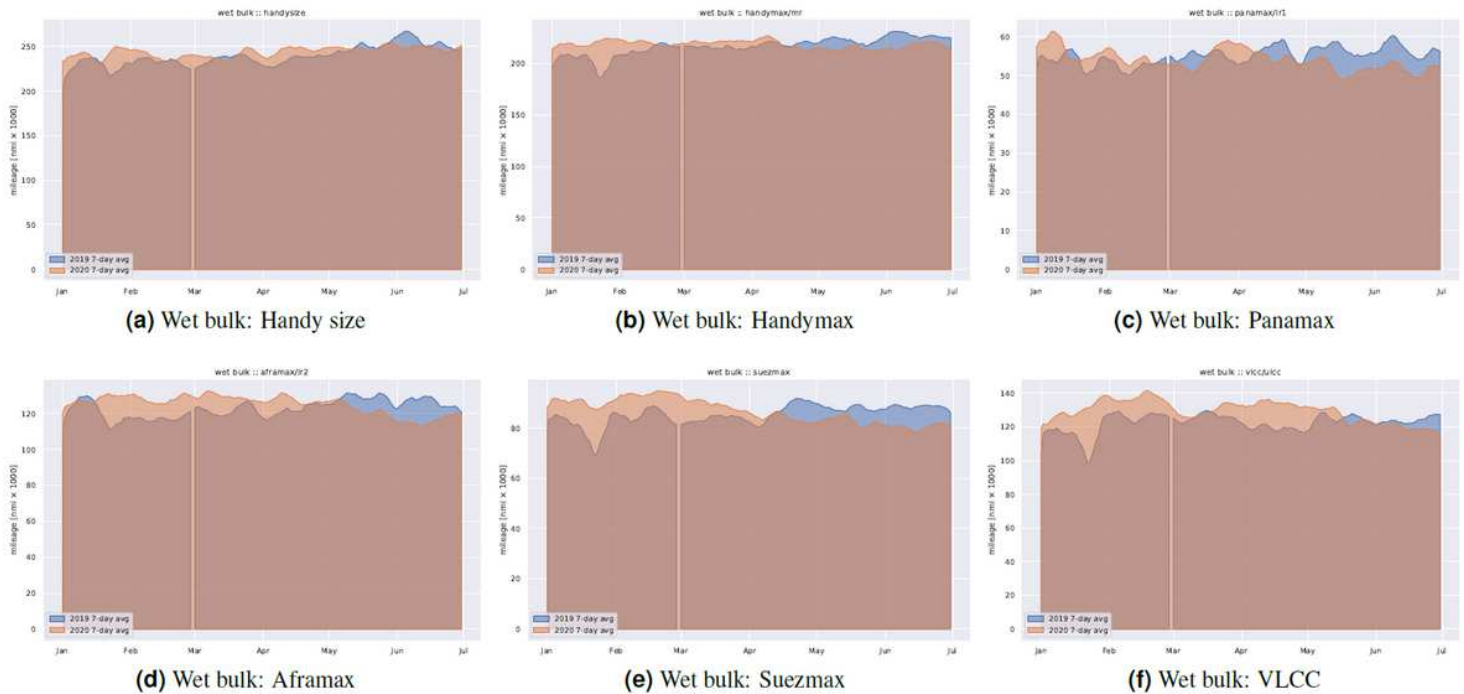 wet bulk :: handysize
mileage [nmi × 1000]
250
200
150
100
50
0
2019 7-day avg
2020 7-day avg
Jan Feb Mar Apr May Jun Jul
(a) Wet bulk: Handy size
wet bulk :: handymax/mr
mileage [nmi × 1000]
200
150
200
50
0
2019 7-day avg
2020 7-day avg
Jan Feb Mar Apr May Jun Jul
(b) Wet bulk: Handymax
wet bulk :: panamax/lr1
mileage [nmi × 1000]
60
50
40
30
20
10
0
2019 7-day avg
2020 7-day avg
Jan Feb Mar Apr May Jun Jul
(c) Wet bulk: Panamax
wet bulk :: aframax/lr2
mileage [nmi × 1000]
120
100
80
60
40
20
0
2019 7-day avg
2020 7-day avg
Jan Feb Mar Apr May Jun Jul
(d) Wet bulk: Aframax
wet bulk :: suezmax
mileage [nmi × 1000]
80
60
40
20
0
2019 7-day avg
2020 7-day avg
Jan Feb Mar Apr May Jun Jul
(e) Wet bulk: Suezmax
wet bulk :: vlcc/ulcc
mileage [nmi × 1000]
140
120
100
80
60
40
20
0
2019 7-day avg
2020 7-day avg
Jan Feb Mar Apr May Jun Jul
(f) Wet bulk: VLCC